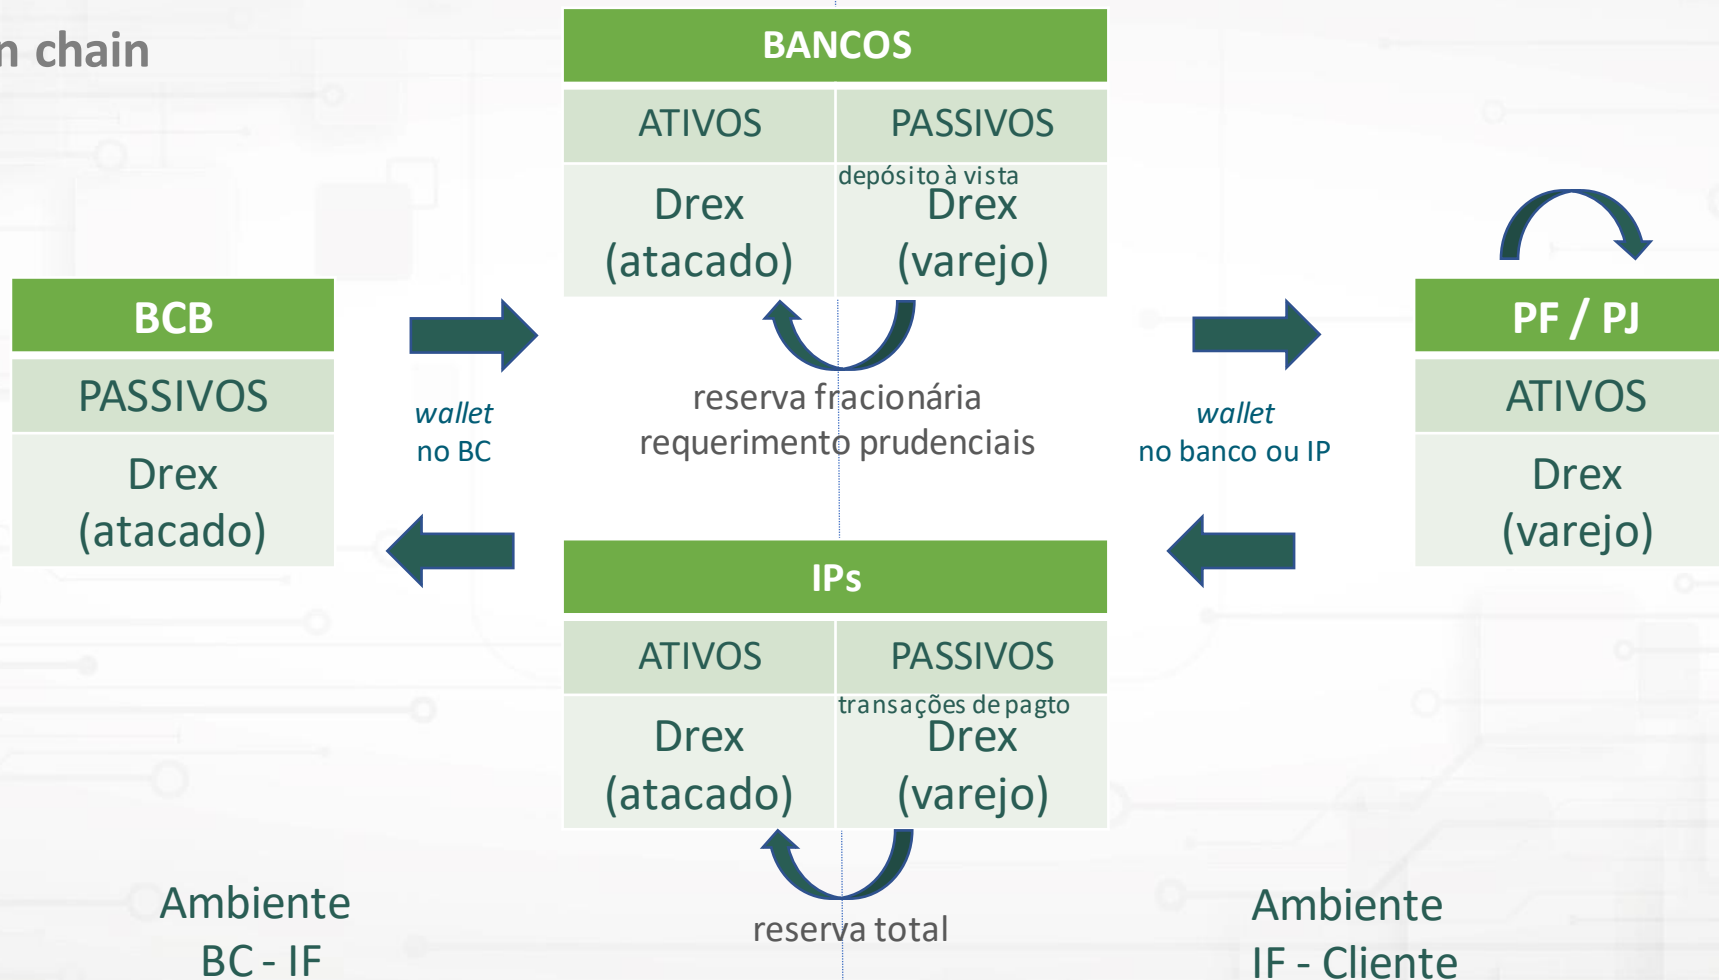 n chain
BANCOS
ATIVOS
PASSIVOS
depósito à vista
Drex
(atacado)
Drex
(varejo)
reserva fracionária
requerimento prudenciais
BCB
PASSIVOS
Drex
(atacado)
wallet
no BC
wallet
no banco ou IP
PF / PJ
ATIVOS
Drex
(varejo)
IPs
ATIVOS
PASSIVOS
transações de pagto
Drex
(atacado)
Drex
(varejo)
reserva total
Ambiente
BC - IF
Ambiente
IF - Cliente